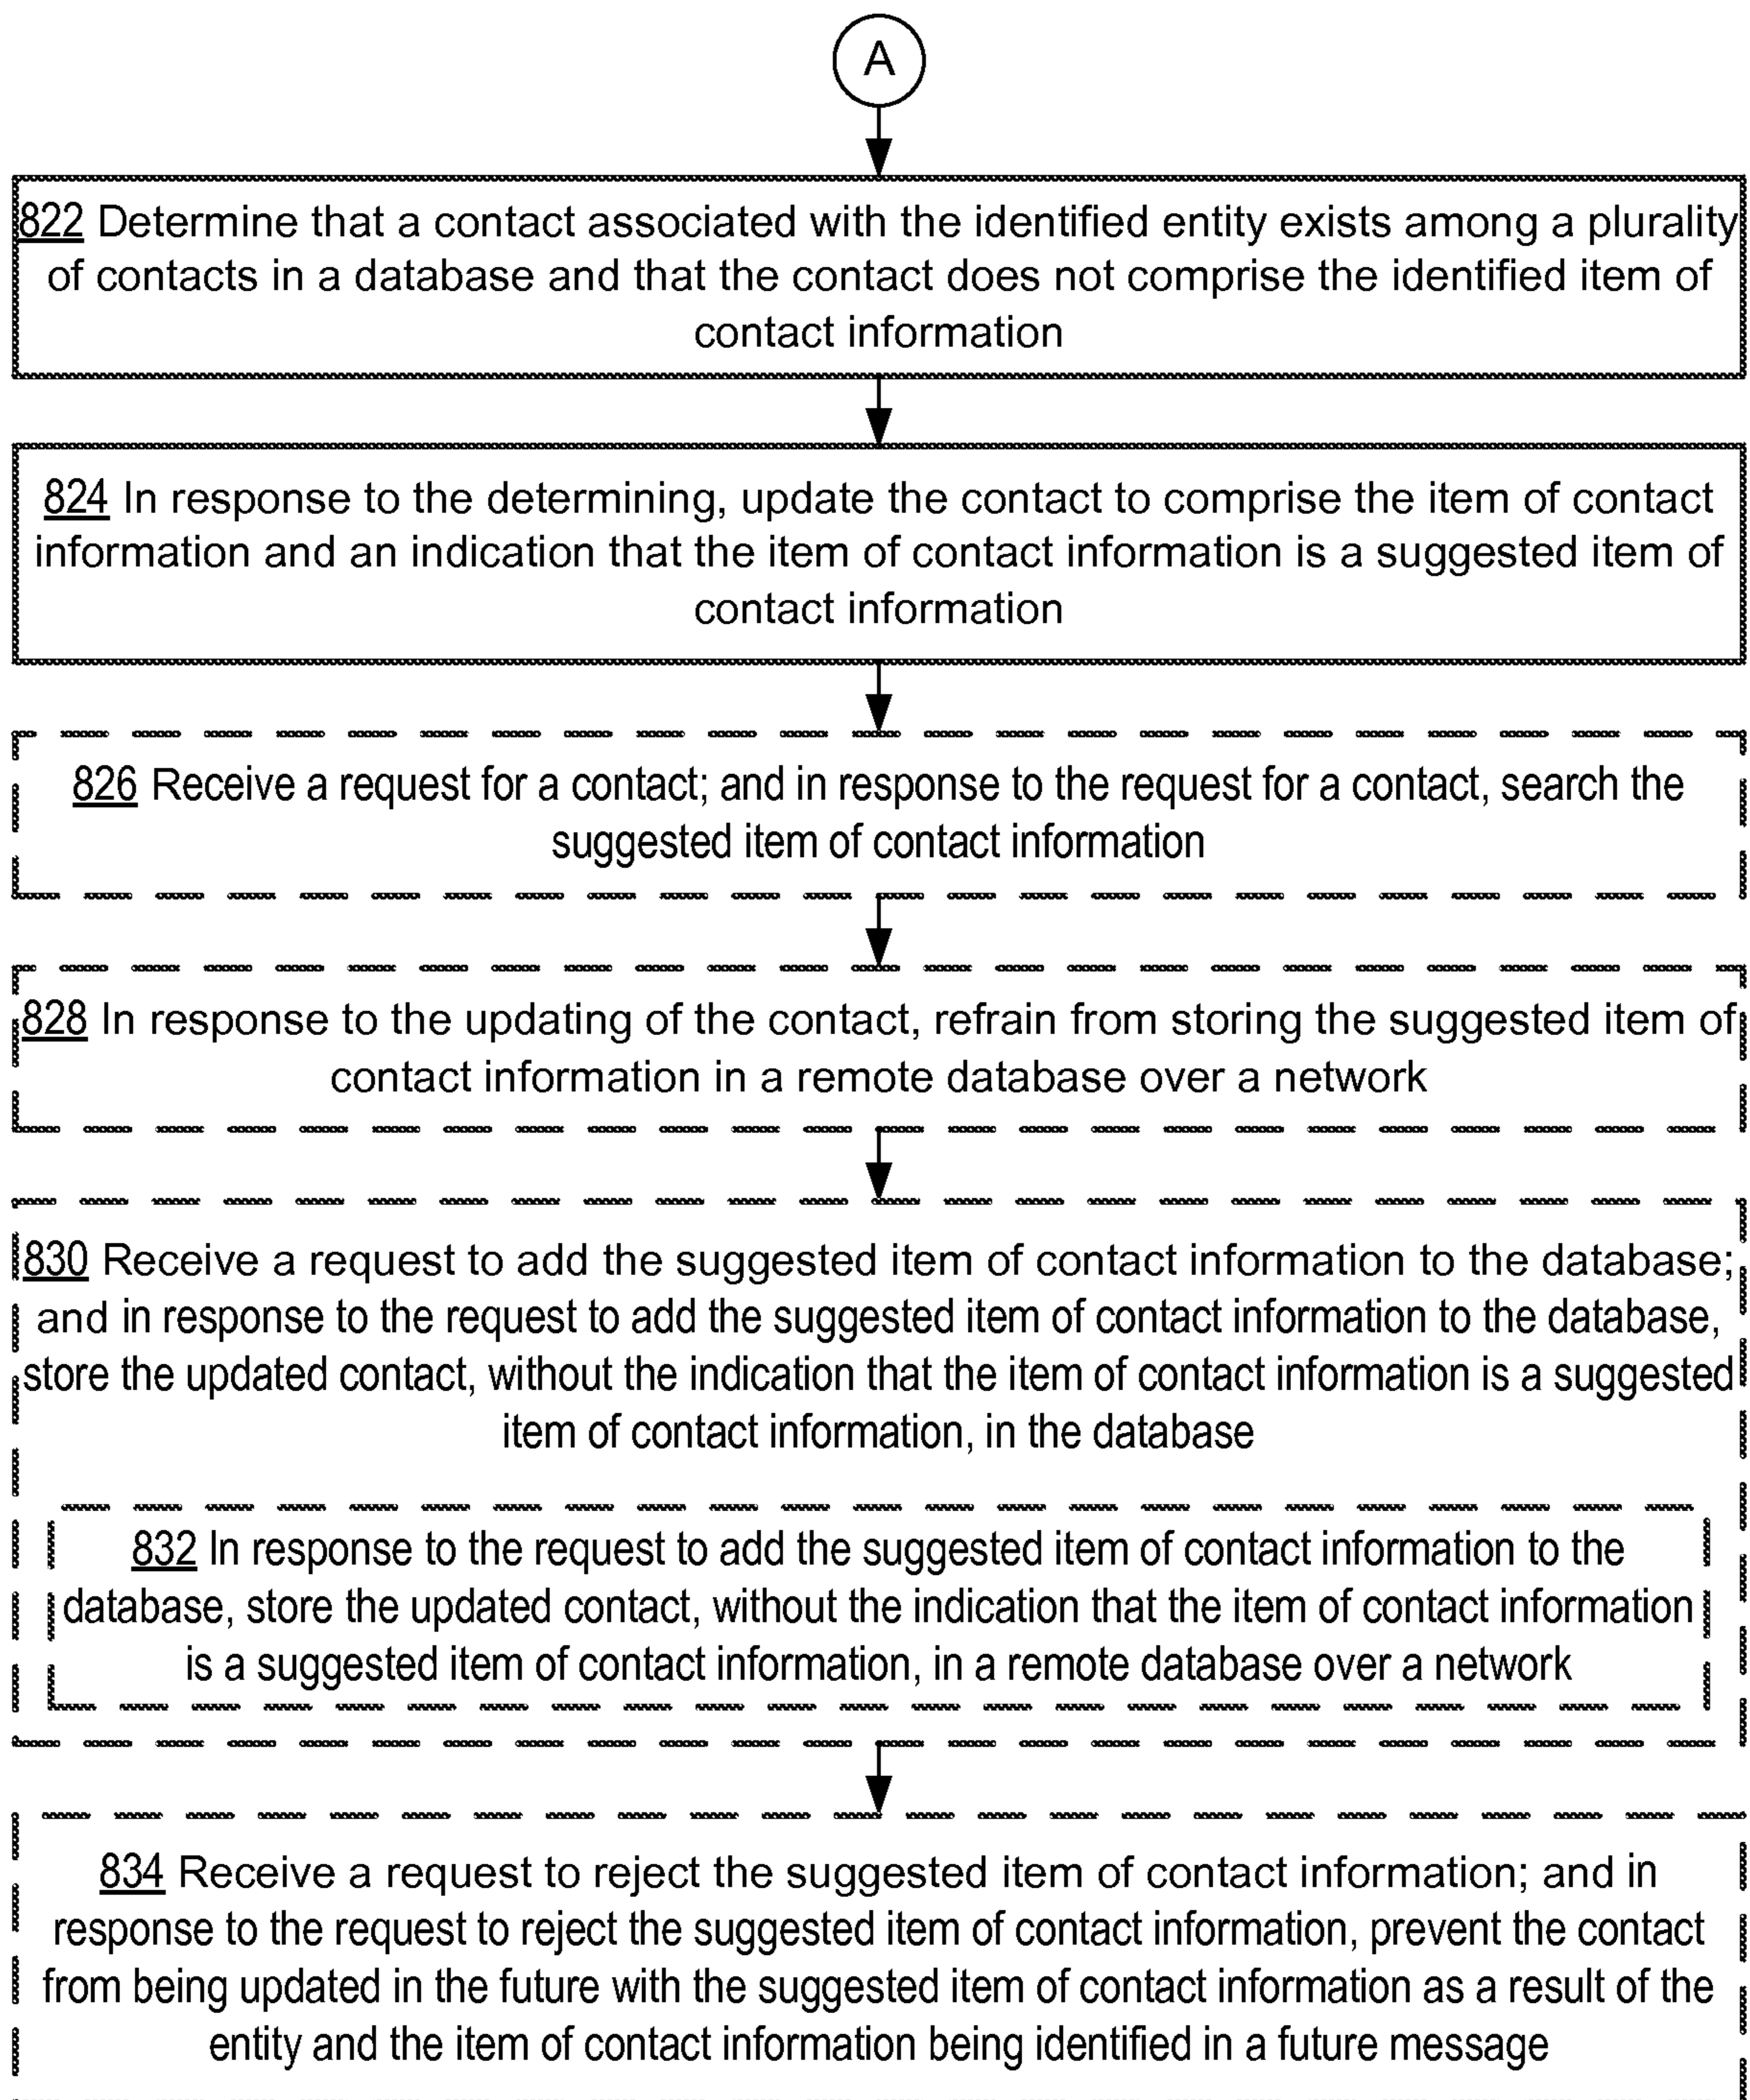 A
822 Determine that a contact associated with the identified entity exists among a plurality
of contacts in a database and that the contact does not comprise the identified item of
contact information
824 In response to the determining, update the contact to comprise the item of contact
information and an indication that the item of contact information is a suggested item of
contact information
826 Receive a request for a contact; and in response to the request for a contact, search the
suggested item of contact information
828 In response to the updating of the contact, refrain from storing the suggested item of
contact information in a remote database over a network
830 Receive a request to add the suggested item of contact information to the database;
and in response to the request to add the suggested item of contact information to the database,
store the updated contact, without the indication that the item of contact information is a suggested
item of contact information, in the database
832 In response to the request to add the suggested item of contact information to the
database, store the updated contact, without the indication that the item of contact information
is a suggested item of contact information, in a remote database over a network
834 Receive a request to reject the suggested item of contact information; and in
response to the request to reject the suggested item of contact information, prevent the contact
from being updated in the future with the suggested item of contact information as a result of the
entity and the item of contact information being identified in a future message